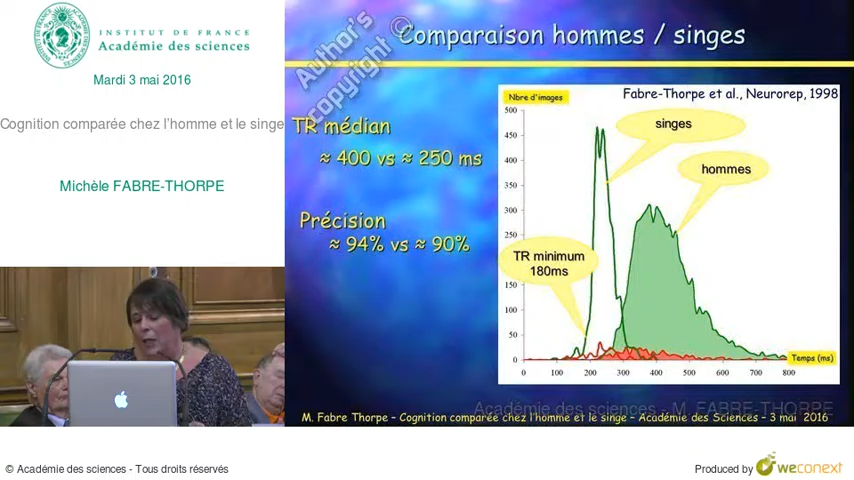 INSTITUT DE FRANCE
Académie des sciences
Mardi 3 mai 2016
Cognition comparée chez l'homme et le singe
Michèle FABRE-THORPE
Author's
copyright ©
Comparaison hommes / singes
TR médian
≈ 400 vs ≈ 250 ms
Précision
≈ 94% vs ≈ 90%
Fabre-Thorpe et al., Neurorep, 1998
Nbre d'images
500
450
400
350
300
250
150
100
50
0
singes
hommes
TR minimum
180ms
0 100 200 300 400 500 600 700 800
Temps (ms)
Académie des sciences - M. FABRE-THORPE
M. Fabre Thorpe – Cognition comparée chez l'homme et le singe – Académie des Sciences – 3 mai 2016
© Académie des sciences - Tous droits réservés
Produced by weconext